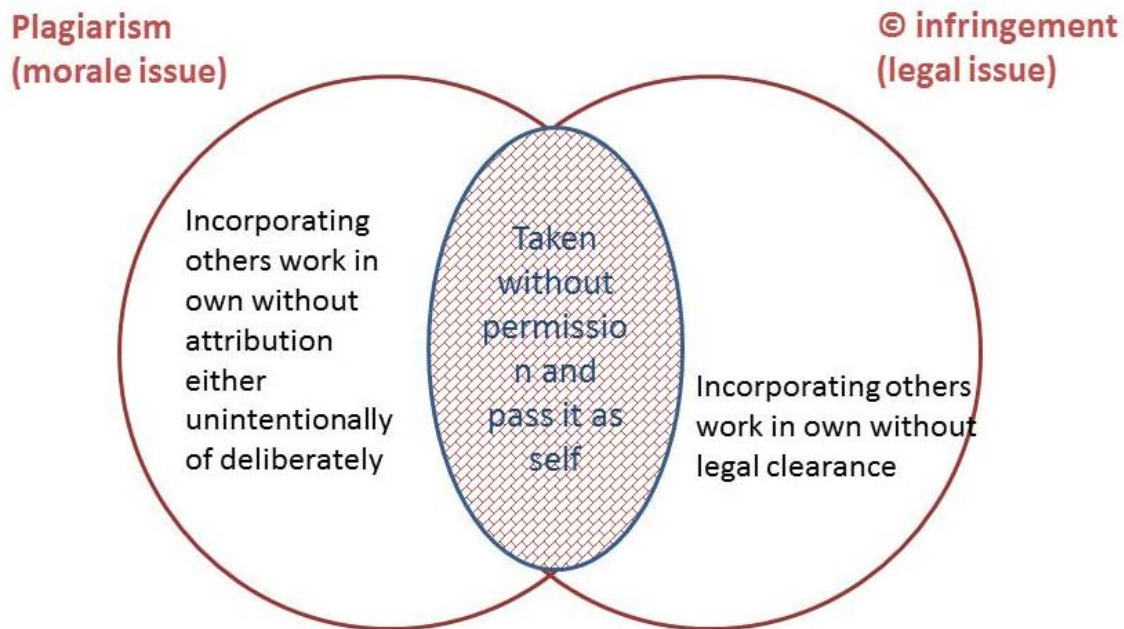 Plagiarism
(morale issue)
© infringement
(legal issue)
Incorporating
others work in
own without
attribution
either
unintentionally
of deliberately
Taken
without
permissio
n and
pass it as
self
Incorporating others
work in own without
legal clearance